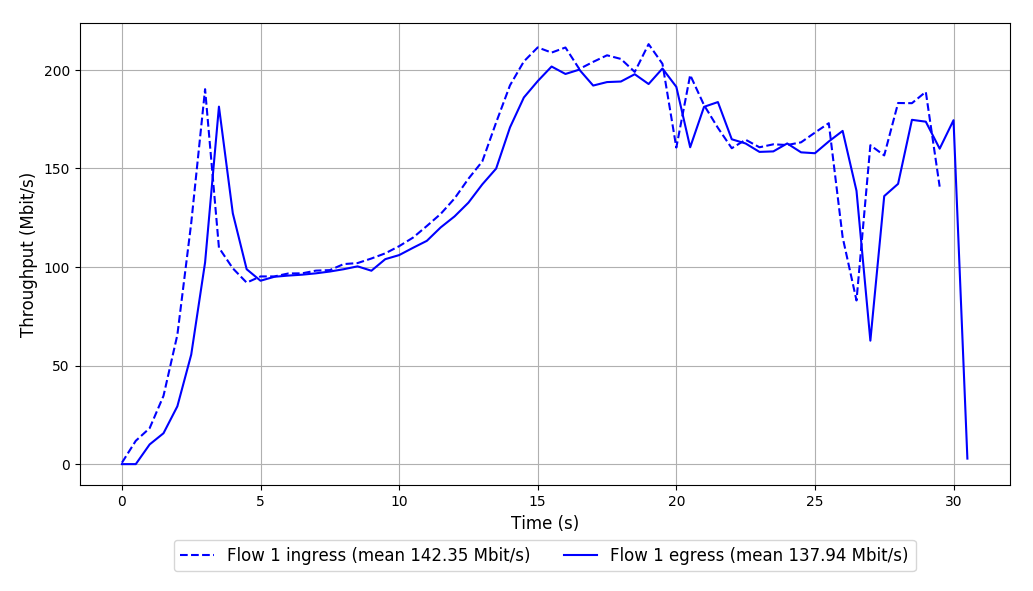 Throughput (Mbit/s)
200
150
100
50
0
0 5 10 15 20 25 30
Time (s)
Flow 1 ingress (mean 142.35 Mbit/s) Flow 1 egress (mean 137.94 Mbit/s)